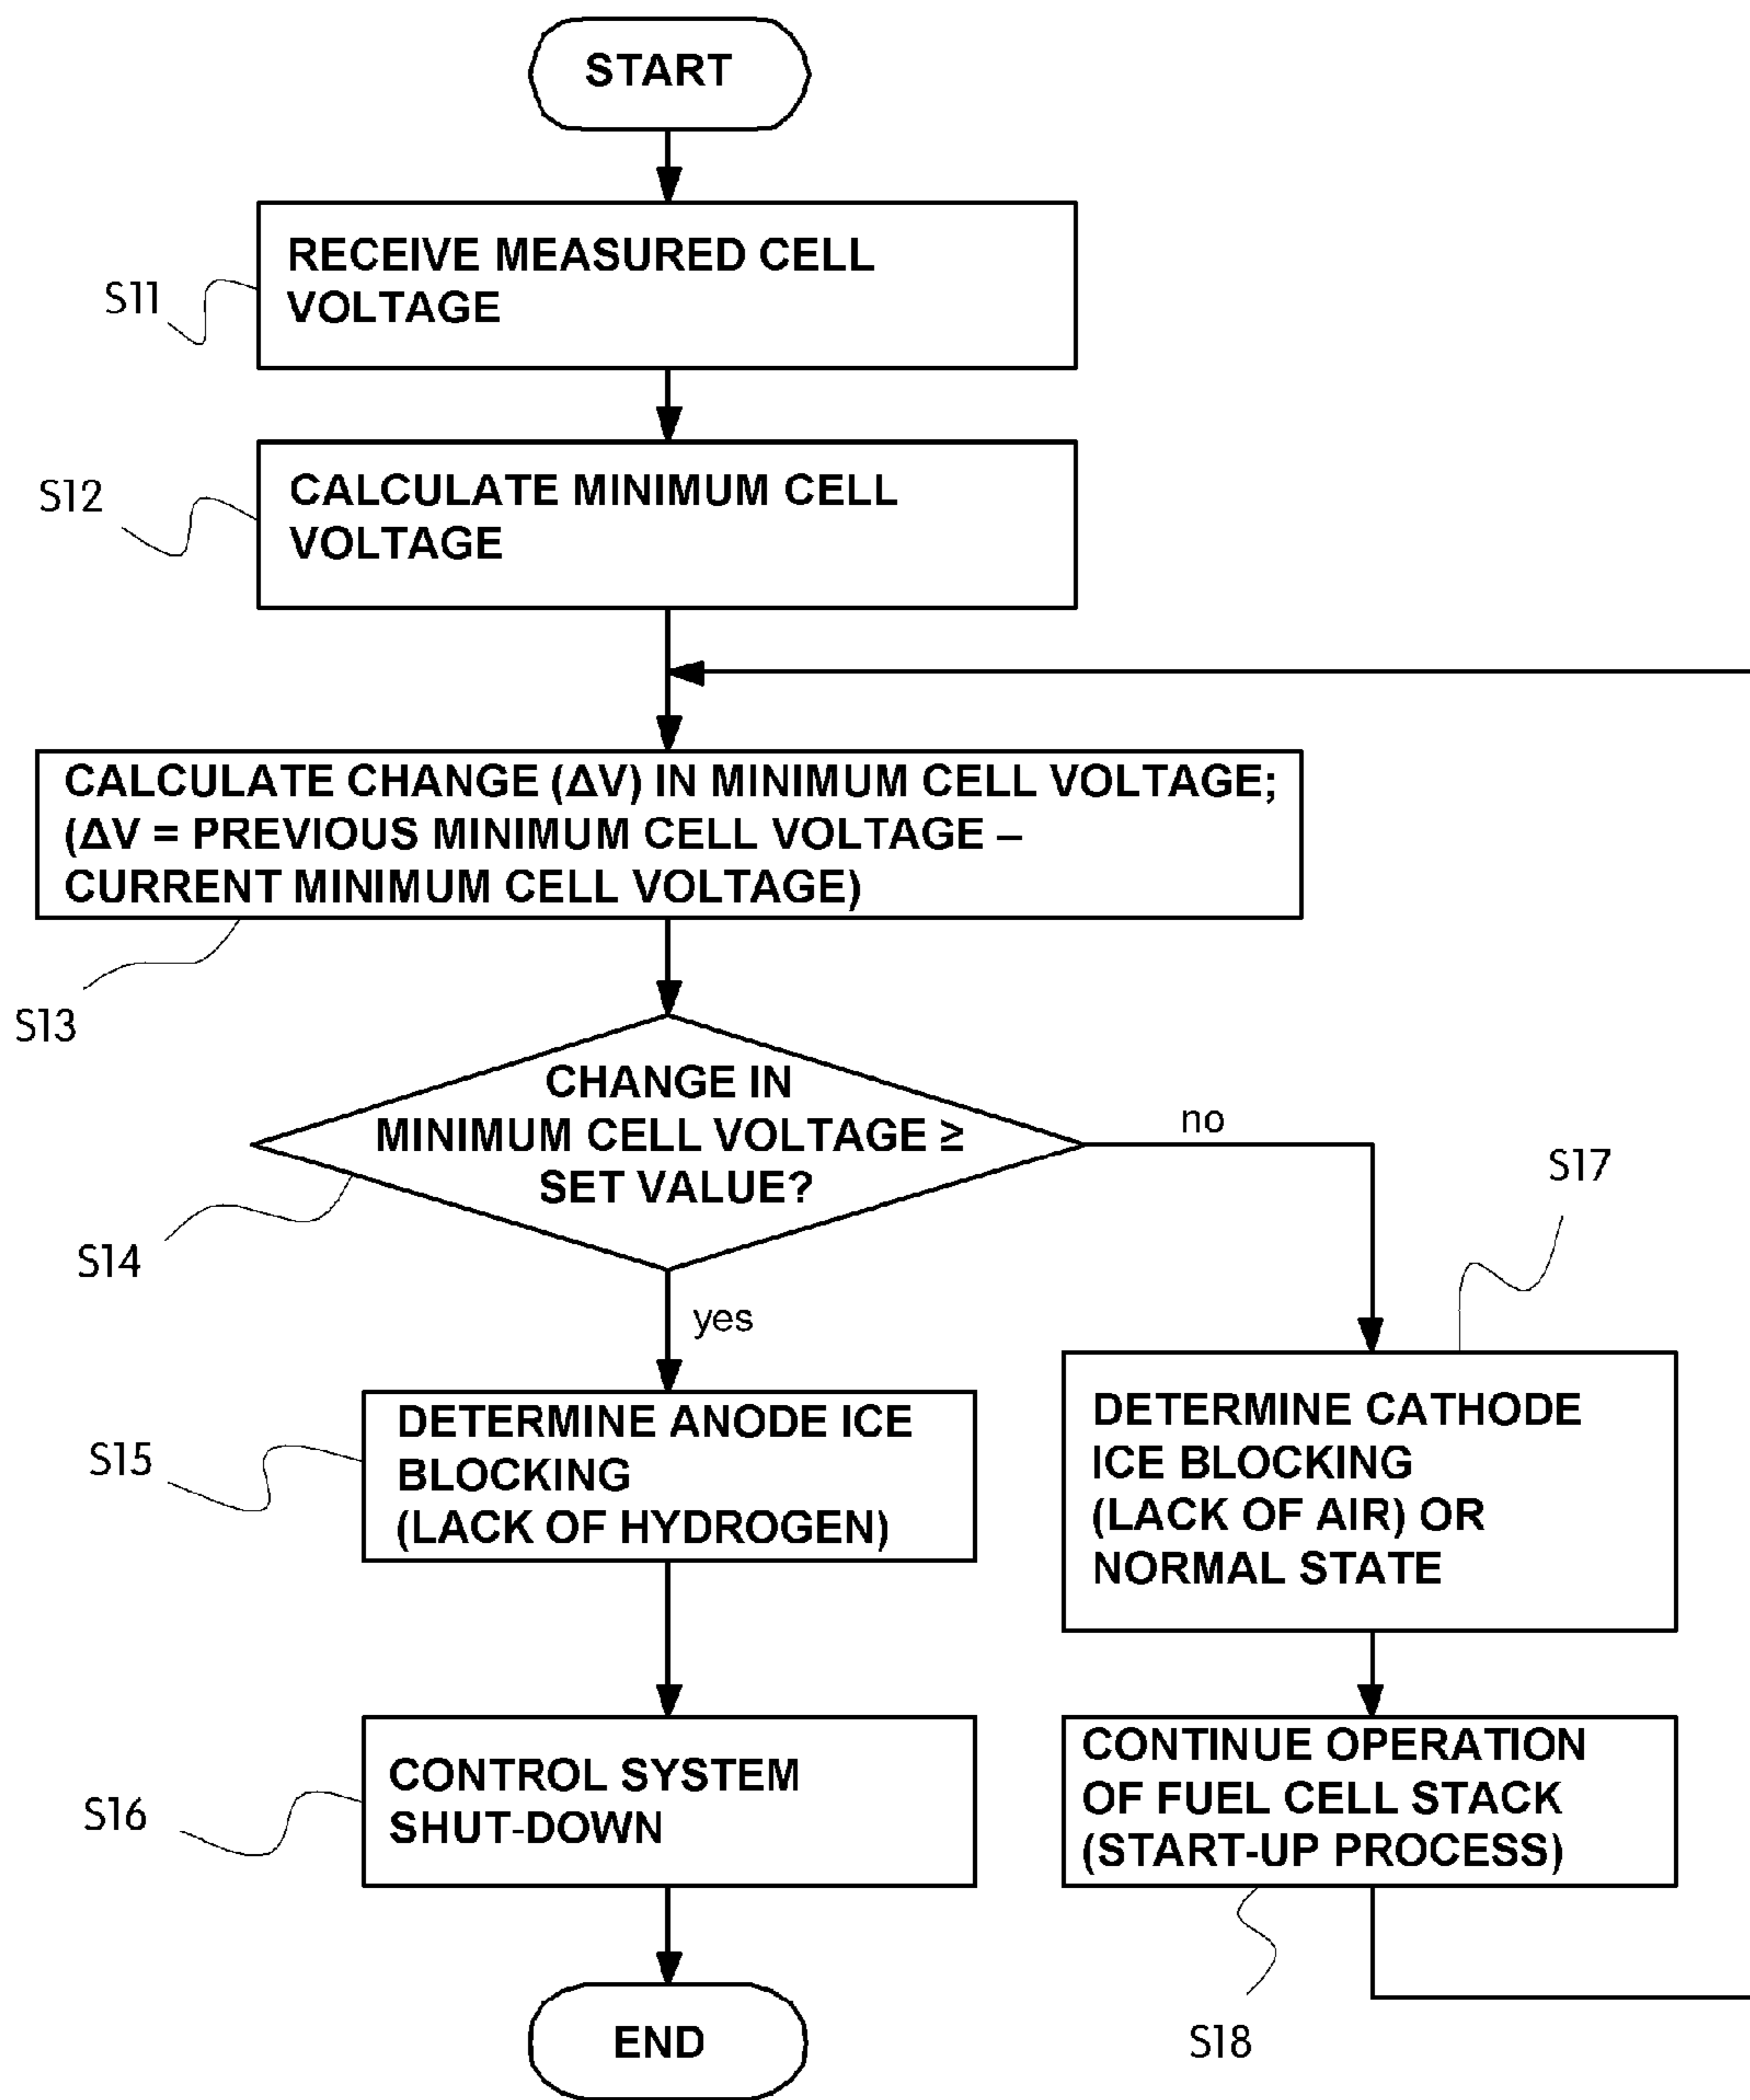 START
RECEIVE MEASURED CELL
VOLTAGE
S11
CALCULATE MINIMUM CELL
VOLTAGE
S12
CALCULATE CHANGE (ΔV) IN MINIMUM CELL VOLTAGE;
(ΔV = PREVIOUS MINIMUM CELL VOLTAGE –
CURRENT MINIMUM CELL VOLTAGE)
S13
CHANGE IN
MINIMUM CELL VOLTAGE ≥
SET VALUE?
S14
no
yes
S17
DETERMINE ANODE ICE
BLOCKING
(LACK OF HYDROGEN)
S15
DETERMINE CATHODE
ICE BLOCKING
(LACK OF AIR) OR
NORMAL STATE
CONTROL SYSTEM
SHUT-DOWN
S16
CONTINUE OPERATION
OF FUEL CELL STACK
(START-UP PROCESS)
S18
END